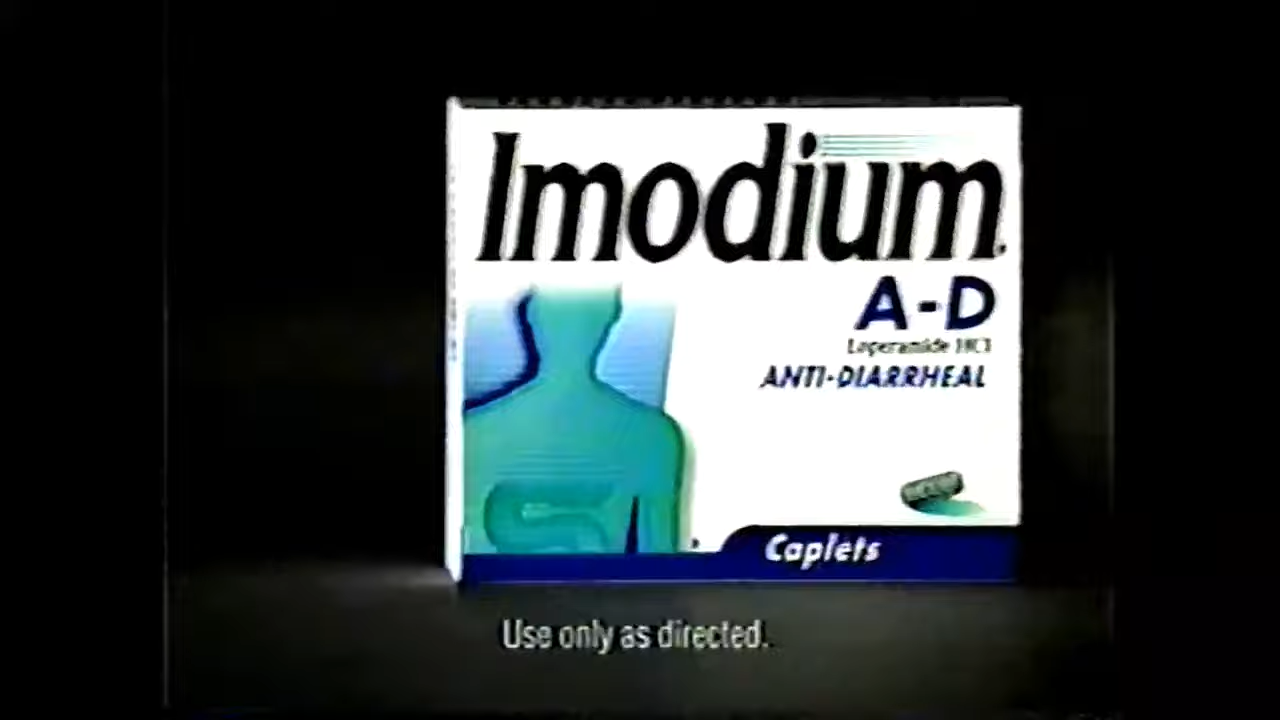 Imodium
A-D
Loperamide HCl
ANTI-DIARRHEAL
Caplets
Use only as directed.